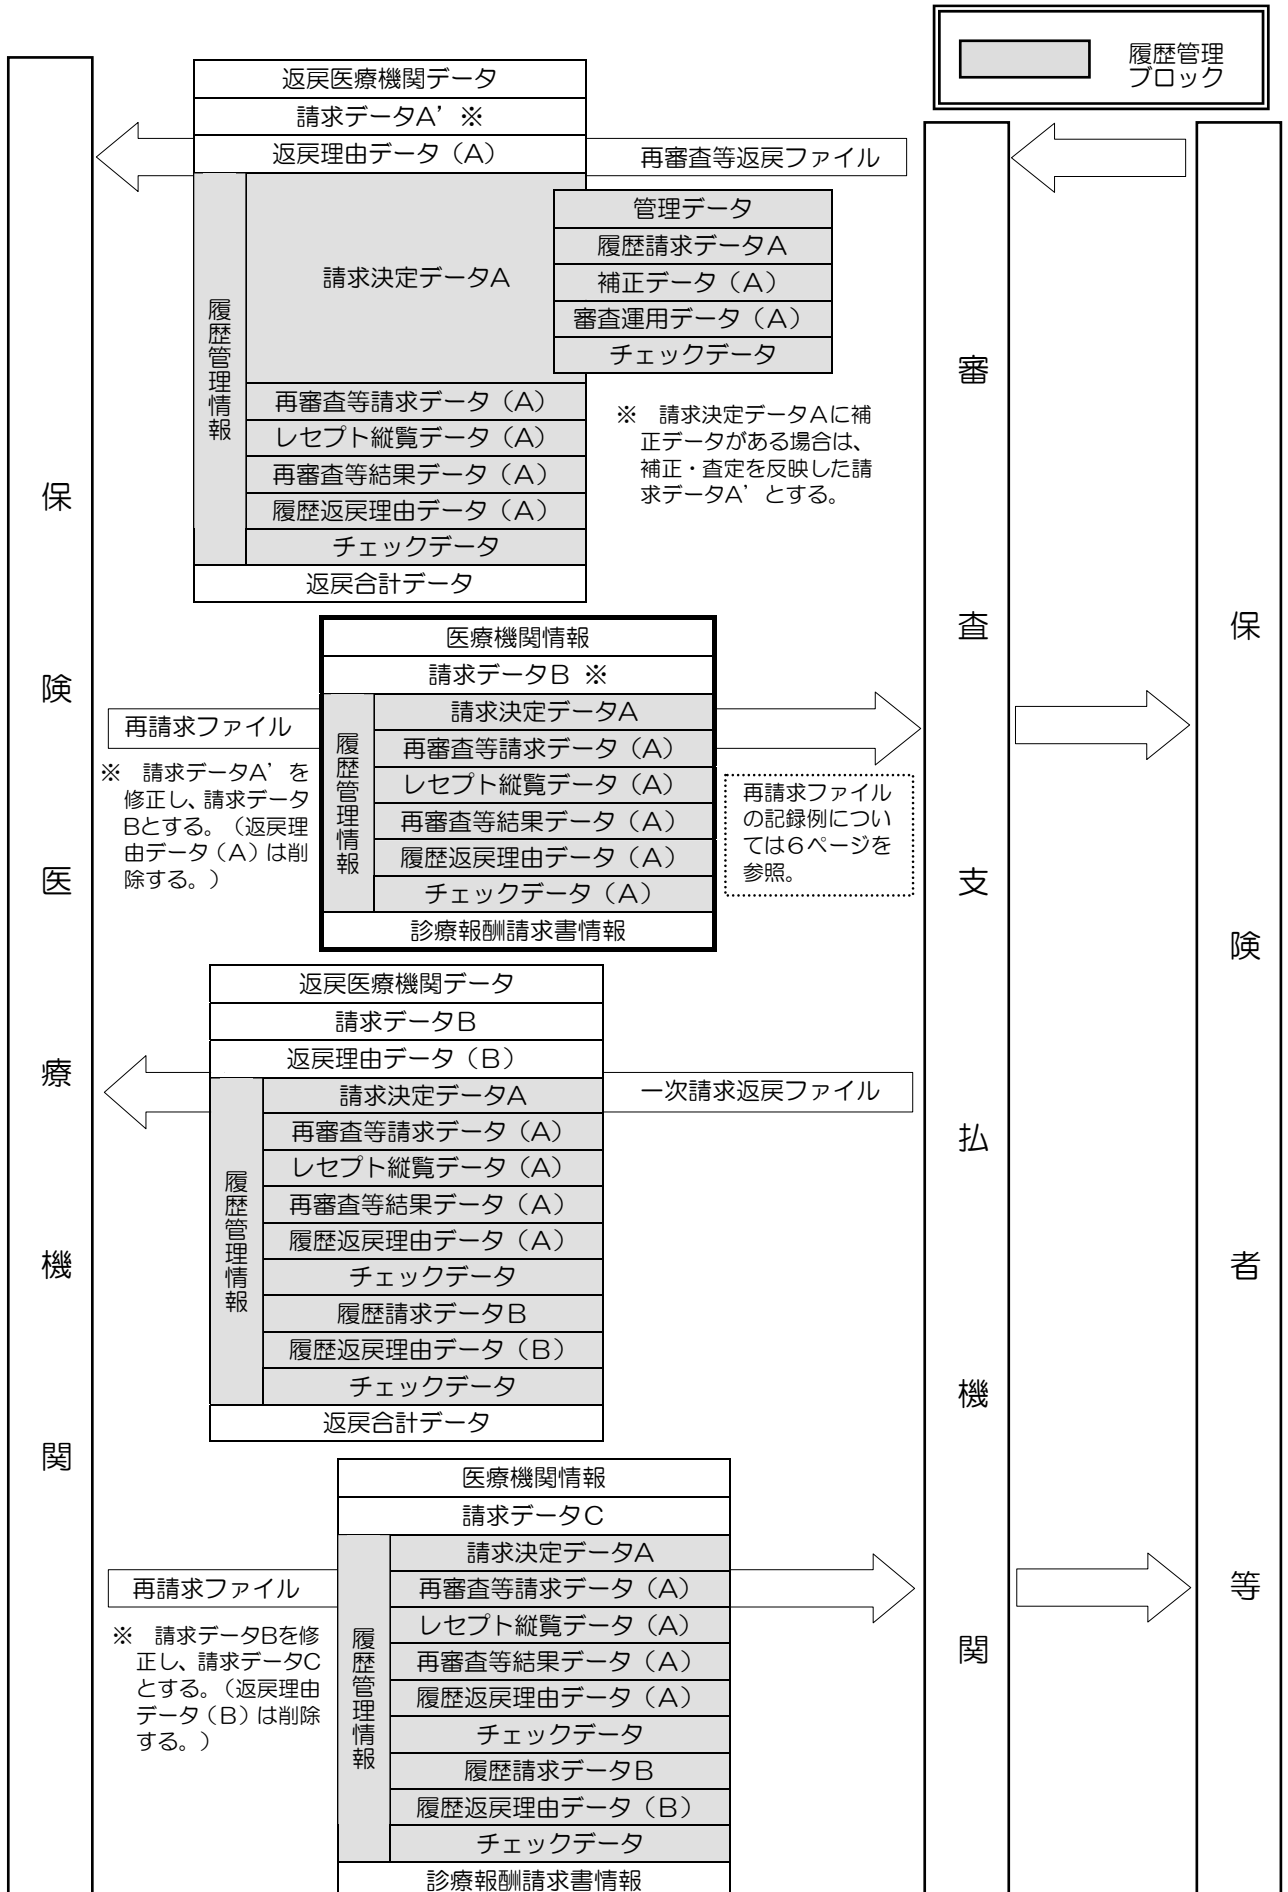 履歴管理
ブロック
保険医療機関
審査支払機関
保険者等
返戻医療機関データ
請求データA’※
返戻理由データ（A）
再審査等返戻ファイル
履歴管理情報
請求決定データA
管理データ
履歴請求データA
補正データ（A）
審査運用データ（A）
チェックデータ
再審査等請求データ（A）
レセプト縦覧データ（A）
再審査等結果データ（A）
履歴返戻理由データ（A）
チェックデータ
返戻合計データ
※　請求決定データAに補
正データがある場合は、
補正・査定を反映した請
求データA’とする。
医療機関情報
請求データB ※
再請求ファイル
履歴管理情報
請求決定データA
再審査等請求データ（A）
レセプト縦覧データ（A）
再審査等結果データ（A）
履歴返戻理由データ（A）
チェックデータ（A）
診療報酬請求書情報
※　請求データA’を
修正し、請求データ
Bとする。（返戻理
由データ（A）は削
除する。）
再請求ファイル
の記録例につい
ては6ページを
参照。
返戻医療機関データ
請求データB
返戻理由データ（B）
一次請求返戻ファイル
履歴管理情報
請求決定データA
再審査等請求データ（A）
レセプト縦覧データ（A）
再審査等結果データ（A）
履歴返戻理由データ（A）
チェックデータ
履歴請求データB
履歴返戻理由データ（B）
チェックデータ
返戻合計データ
医療機関情報
請求データC
再請求ファイル
履歴管理情報
請求決定データA
再審査等請求データ（A）
レセプト縦覧データ（A）
再審査等結果データ（A）
履歴返戻理由データ（A）
チェックデータ
履歴請求データB
履歴返戻理由データ（B）
チェックデータ
診療報酬請求書情報
※　請求データBを修
正し、請求データC
とする。（返戻理由
データ（B）は削除
する。）